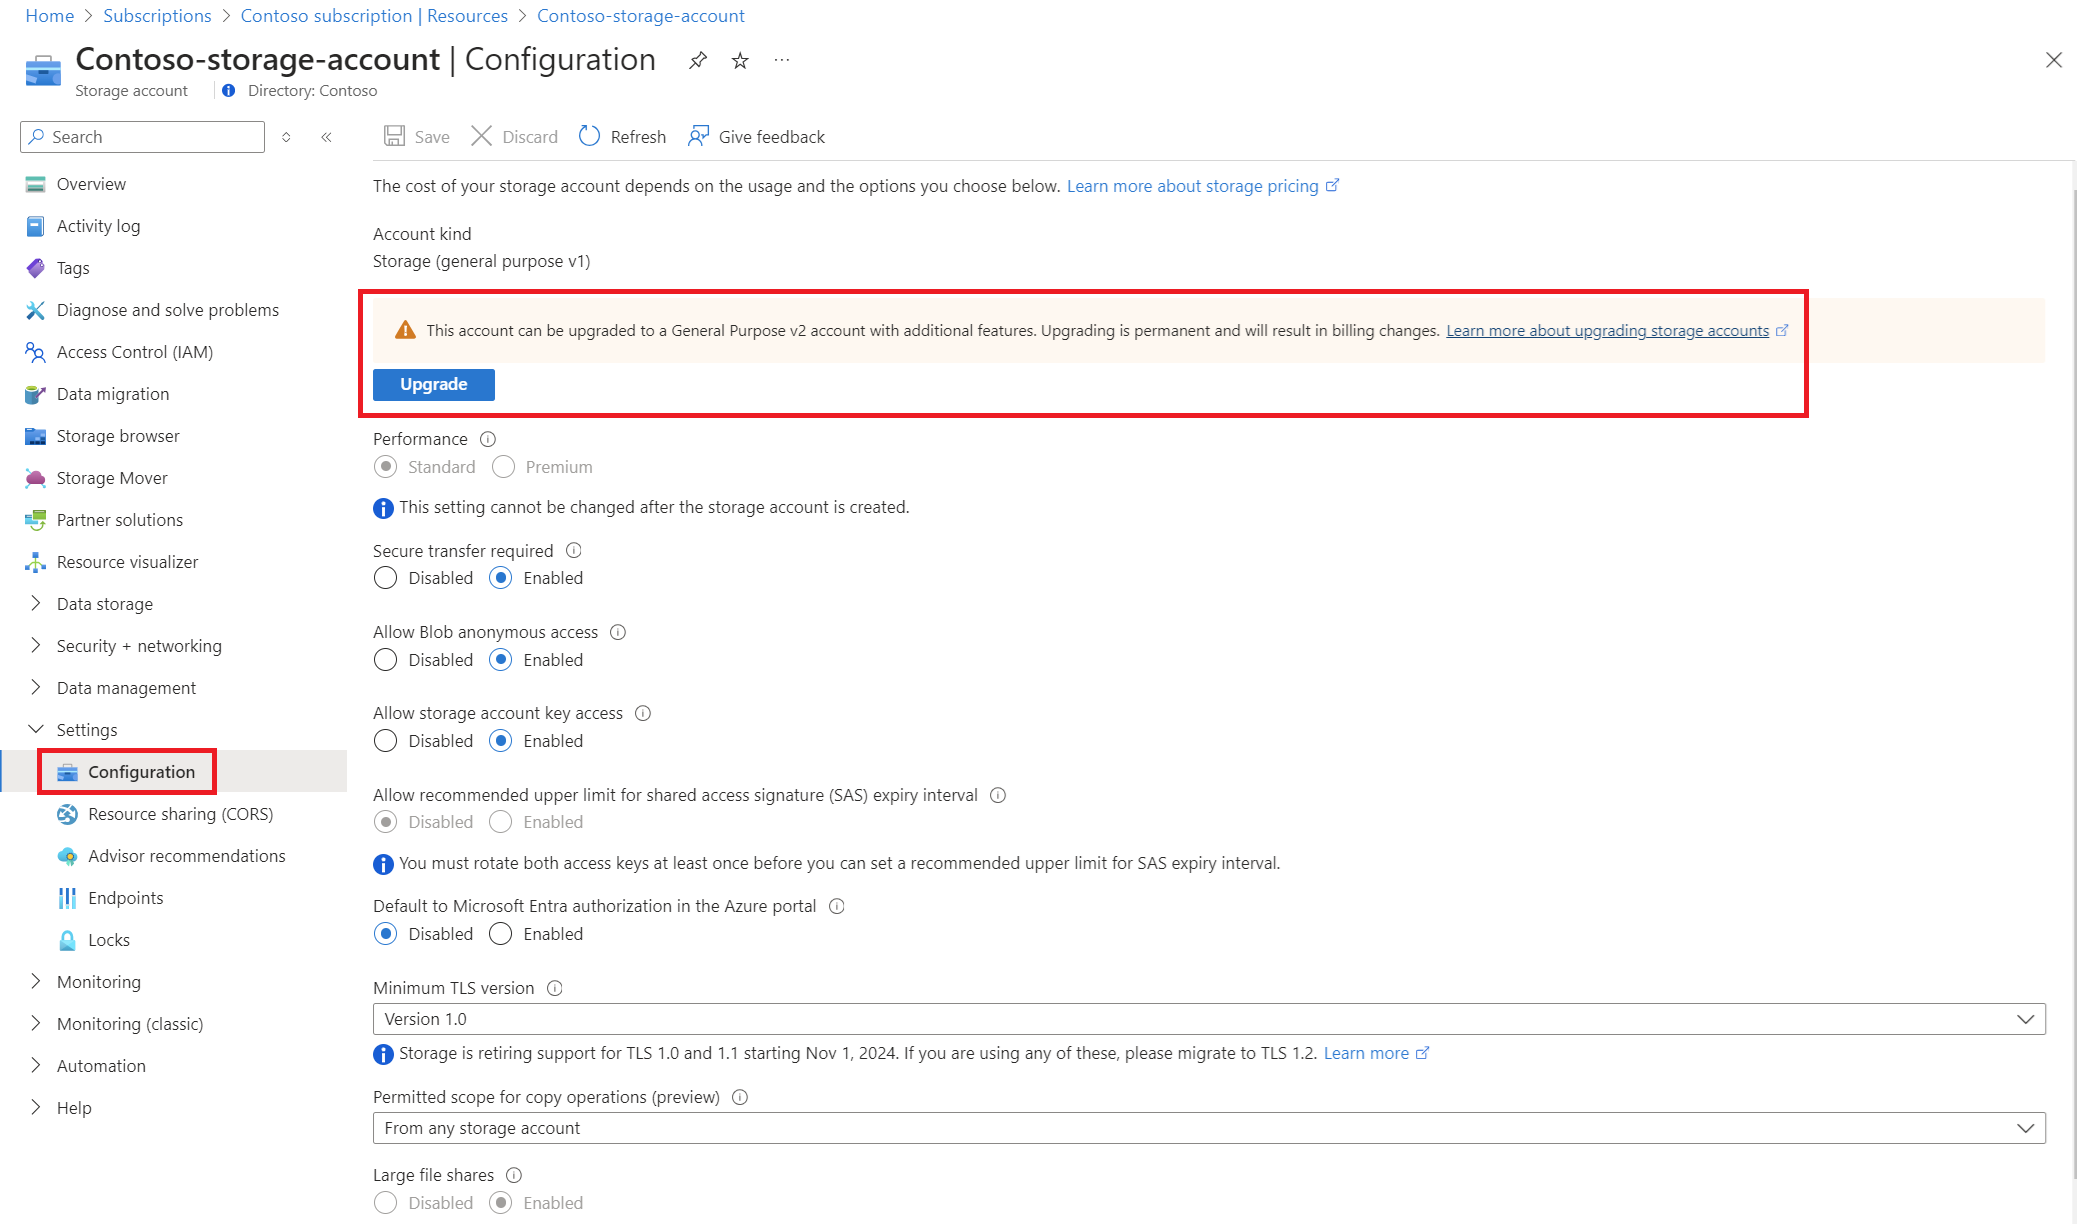 Home > Subscriptions > Contoso subscription | Resources > Contoso-storage-account
Contoso-storage-account | Configuration
Storage account
Directory: Contoso
Search
Overview
Activity log
Tags
Diagnose and solve problems
Access Control (IAM)
Data migration
Storage browser
Storage Mover
Partner solutions
Resource visualizer
Data storage
Security + networking
Data management
Settings
Configuration
Resource sharing (CORS)
Advisor recommendations
Endpoints
Locks
Monitoring
Monitoring (classic)
Automation
Help
Save Discard Refresh Give feedback
The cost of your storage account depends on the usage and the options you choose below. Learn more about storage pricing
Account kind
Storage (general purpose v1)
This account can be upgraded to a General Purpose v2 account with additional features. Upgrading is permanent and will result in billing changes. Learn more about upgrading storage accounts
Upgrade
Performance
Standard Premium
This setting cannot be changed after the storage account is created.
Secure transfer required
Disabled Enabled
Allow Blob anonymous access
Disabled Enabled
Allow storage account key access
Disabled Enabled
Allow recommended upper limit for shared access signature (SAS) expiry interval
Disabled Enabled
You must rotate both access keys at least once before you can set a recommended upper limit for SAS expiry interval.
Default to Microsoft Entra authorization in the Azure portal
Disabled Enabled
Minimum TLS version
Version 1.0
Storage is retiring support for TLS 1.0 and 1.1 starting Nov 1, 2024. If you are using any of these, please migrate to TLS 1.2. Learn more
Permitted scope for copy operations (preview)
From any storage account
Large file shares
Disabled Enabled